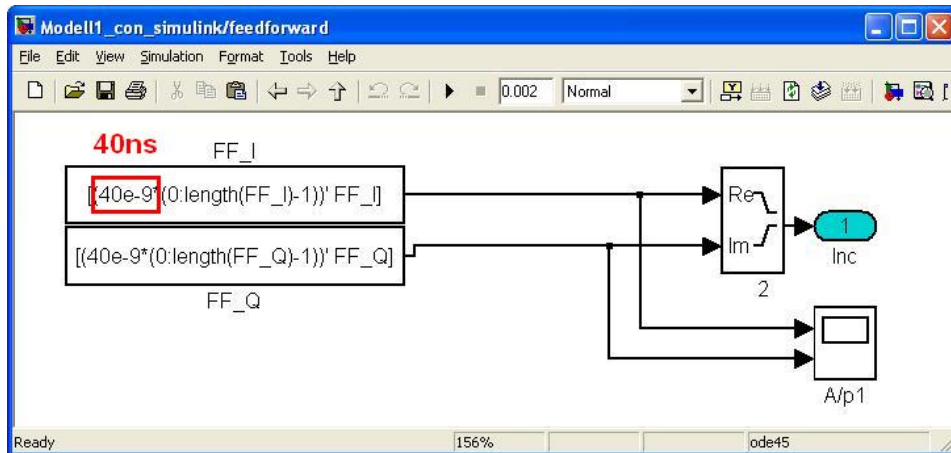 Modell1_con_simulink/feedforward
File Edit View Simulation Format Tools Help
0.002 Normal
40ns
FF_I
[(40e-9*(0:length(FF_I)-1))' FF_I]
[(40e-9*(0:length(FF_Q)-1))' FF_Q]
FF_Q
Re
Im
2
1
Inc
A/p1
Ready 156% ode45